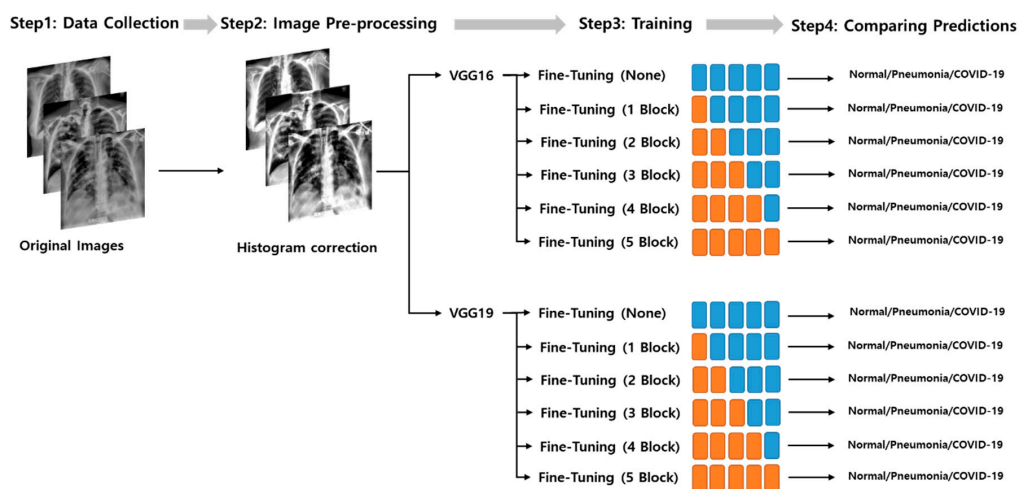 Step1: Data Collection
Step2: Image Pre-processing
Step3: Training
Step4: Comparing Predictions
Original Images
Histogram correction
VGG16
Fine-Tuning (None)
Normal/Pneumonia/COVID-19
Fine-Tuning (1 Block)
Normal/Pneumonia/COVID-19
Fine-Tuning (2 Block)
Normal/Pneumonia/COVID-19
Fine-Tuning (3 Block)
Normal/Pneumonia/COVID-19
Fine-Tuning (4 Block)
Normal/Pneumonia/COVID-19
Fine-Tuning (5 Block)
Normal/Pneumonia/COVID-19
VGG19
Fine-Tuning (None)
Normal/Pneumonia/COVID-19
Fine-Tuning (1 Block)
Normal/Pneumonia/COVID-19
Fine-Tuning (2 Block)
Normal/Pneumonia/COVID-19
Fine-Tuning (3 Block)
Normal/Pneumonia/COVID-19
Fine-Tuning (4 Block)
Normal/Pneumonia/COVID-19
Fine-Tuning (5 Block)
Normal/Pneumonia/COVID-19